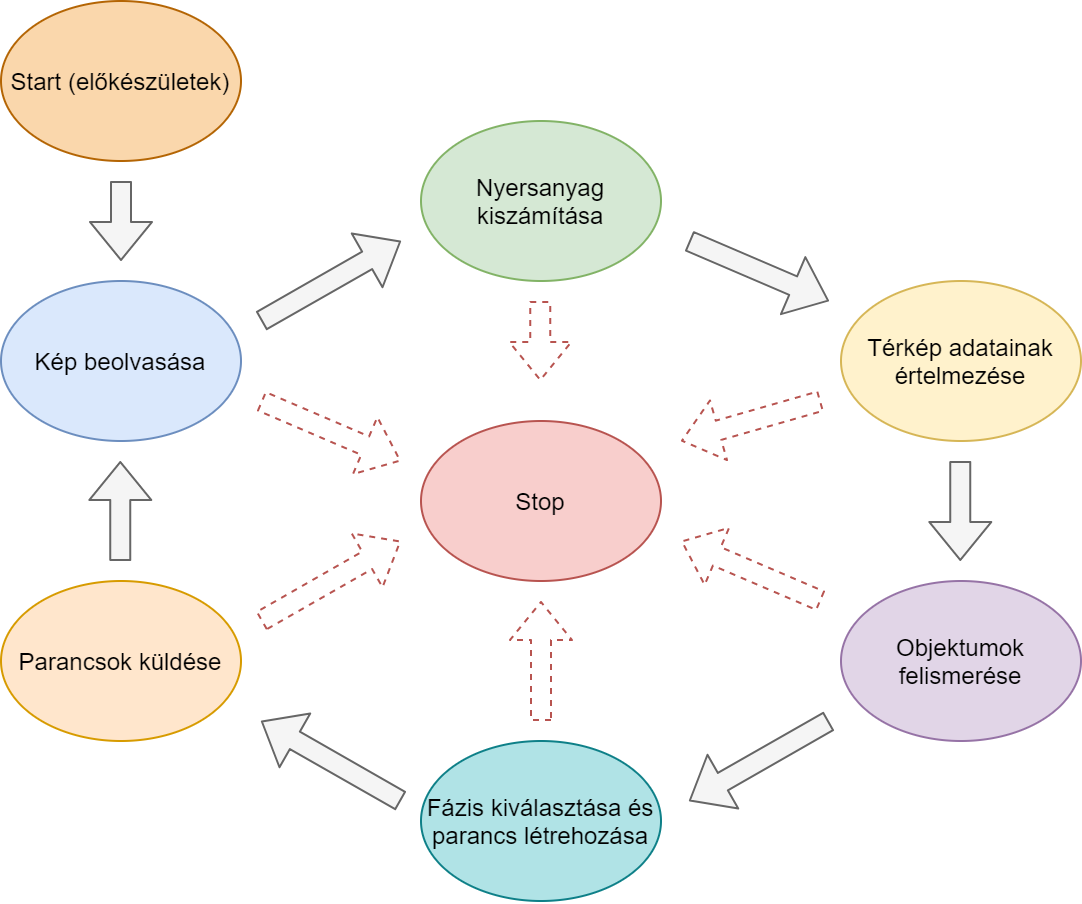 Start (előkészületek)
Nyersanyag
kiszámítása
Kép beolvasása
Térkép adatainak
értelmezése
Stop
Parancsok küldése
Objektumok
felismerése
Fázis kiválasztása és
parancs létrehozása